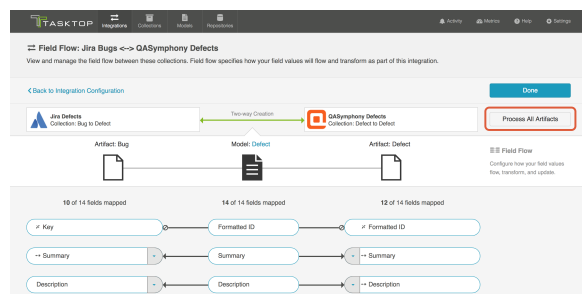 TASKTOP
Integrations
Collections
Models
Repositories
Activity
Metrics
Help
Settings
Field Flow: Jira Bugs <--> QASymphony Defects
View and manage the field flow between these collections. Field flow specifies how your field values will flow and transform as part of this integration.
Back to Integration Configuration
Done
Jira Defects
Collection: Bug to Defect
Two-way Creation
QASymphony Defects
Collection: Defect to Defect
Process All Artifacts
Artifact: Bug
Model: Defect
Artifact: Defect
Field Flow
Configure how your field values
flow, transform, and update.
10 of 14 fields mapped
14 of 14 fields mapped
12 of 14 fields mapped
Key
Formatted ID
Formatted ID
Summary
Summary
Summary
Description
Description
Description